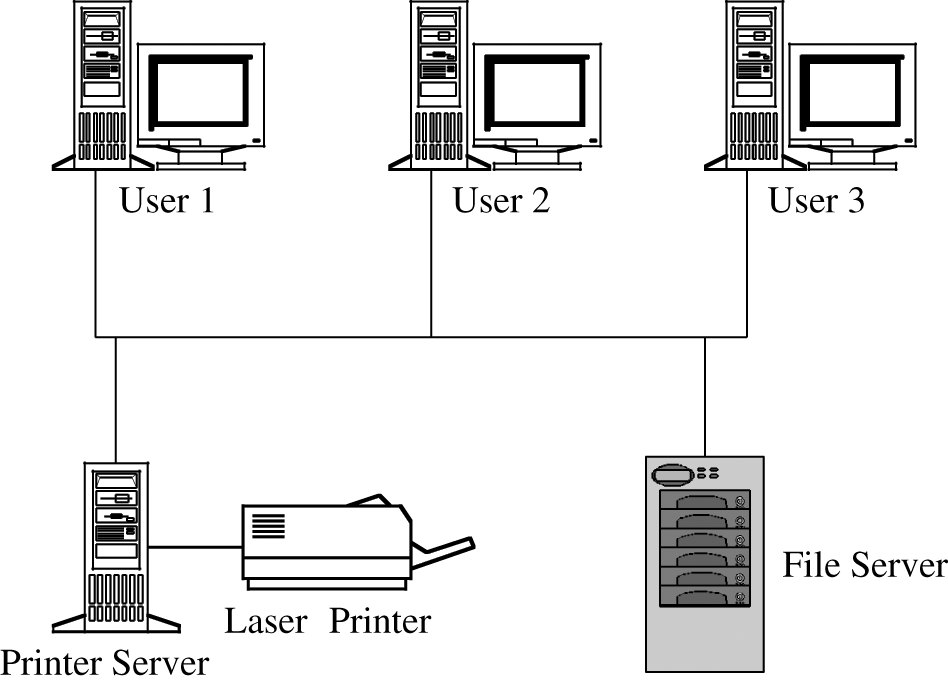 User 1
User 2
User 3
File Server
Laser Printer
Printer Server